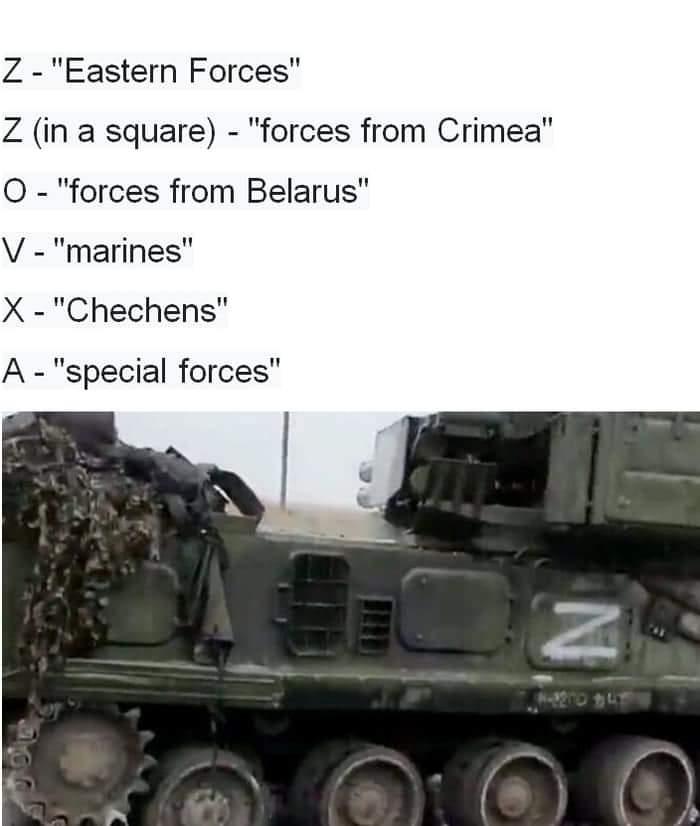 Z - "Eastern Forces"
Z (in a square) - "forces from Crimea"
O - "forces from Belarus"
V - "marines"
X - "Chechens"
A - "special forces"
Z